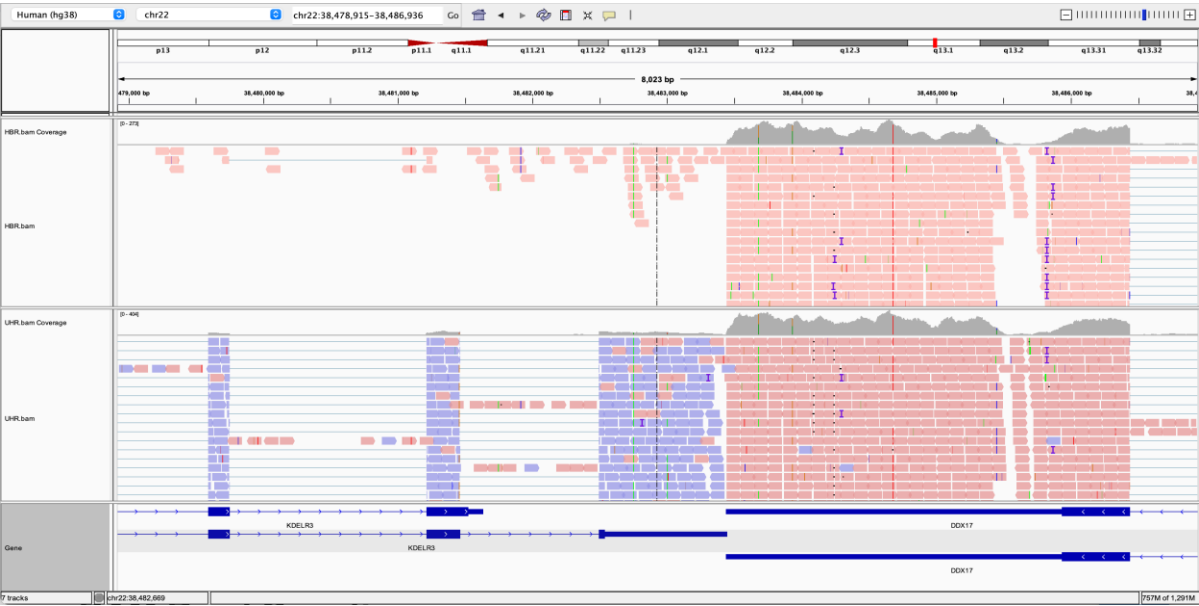 Human (hg38) chr22 chr22:38,478,915–38,486,936 Go
p13 p12 p11.2 p11.1 q11.1 q11.21 q11.22 q11.23 q12.1 q12.2 q12.3 q13.1 q13.2 q13.31 q13.32
8,023 bp
479,000 bp 38,480,000 bp 38,481,000 bp 38,482,000 bp 38,483,000 bp 38,484,000 bp 38,485,000 bp 38,486,000 bp 38,4
HBR.bam Coverage [0 - 273]
HBR.bam
UHR.bam Coverage [0 - 404]
UHR.bam
KDELR3 DDX17
Gene KDELR3
DDX17
7 tracks chr22:38,482,669 757M of 1,291M